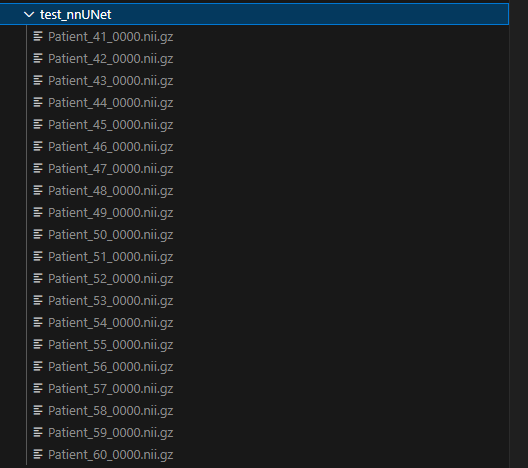 test_nnUNet
Patient_41_0000.nii.gz
Patient_42_0000.nii.gz
Patient_43_0000.nii.gz
Patient_44_0000.nii.gz
Patient_45_0000.nii.gz
Patient_46_0000.nii.gz
Patient_47_0000.nii.gz
Patient_48_0000.nii.gz
Patient_49_0000.nii.gz
Patient_50_0000.nii.gz
Patient_51_0000.nii.gz
Patient_52_0000.nii.gz
Patient_53_0000.nii.gz
Patient_54_0000.nii.gz
Patient_55_0000.nii.gz
Patient_56_0000.nii.gz
Patient_57_0000.nii.gz
Patient_58_0000.nii.gz
Patient_59_0000.nii.gz
Patient_60_0000.nii.gz